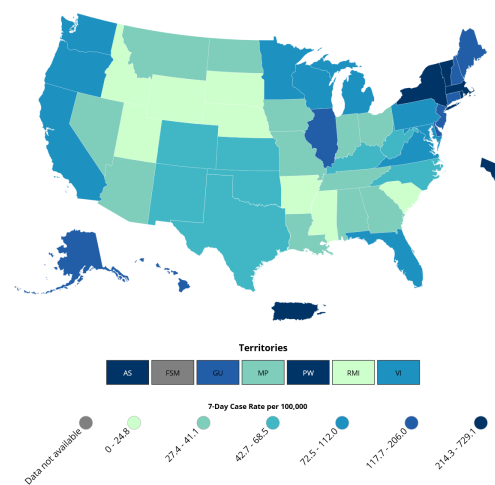 Territories
AS FSM GU MP PW RMI VI
7-Day Case Rate per 100,000
Data not available 0 - 24.8 27.4 - 41.1 42.7 - 68.5 72.5 - 112.0 117.7 - 206.0 214.3 - 729.1